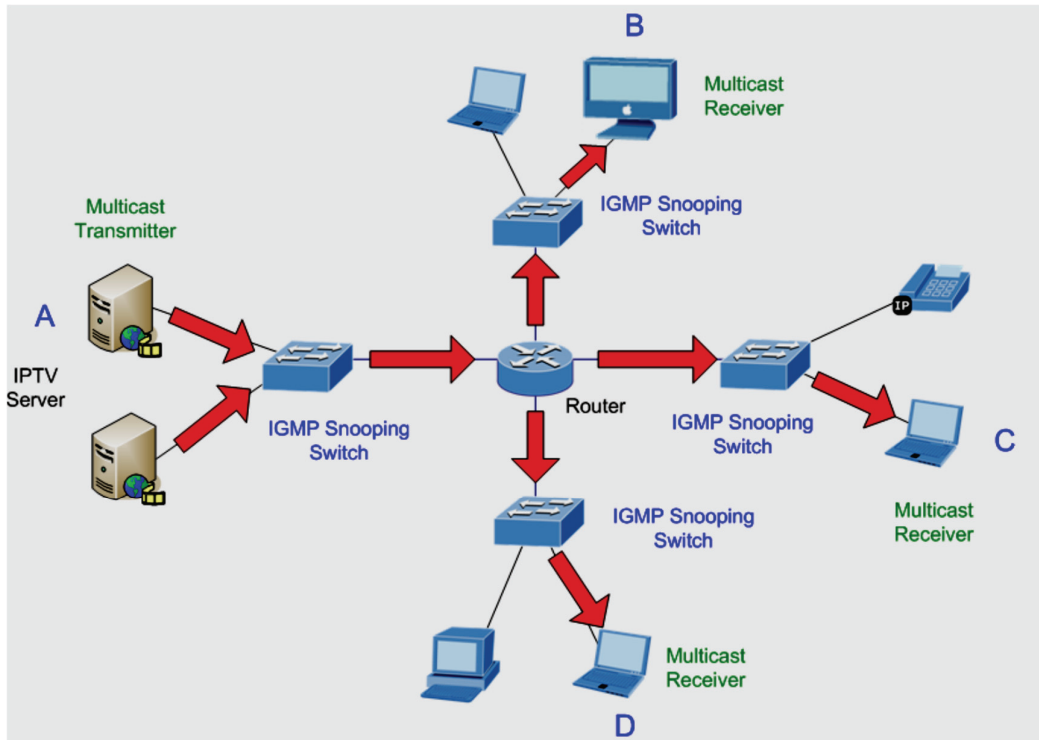 B
Multicast
Receiver
IGMP Snooping
Switch
Multicast
Transmitter
A
IPTV
Server
IGMP Snooping
Switch
Router
IP
IGMP Snooping
Switch
C
Multicast
Receiver
IGMP Snooping
Switch
Multicast
Receiver
D